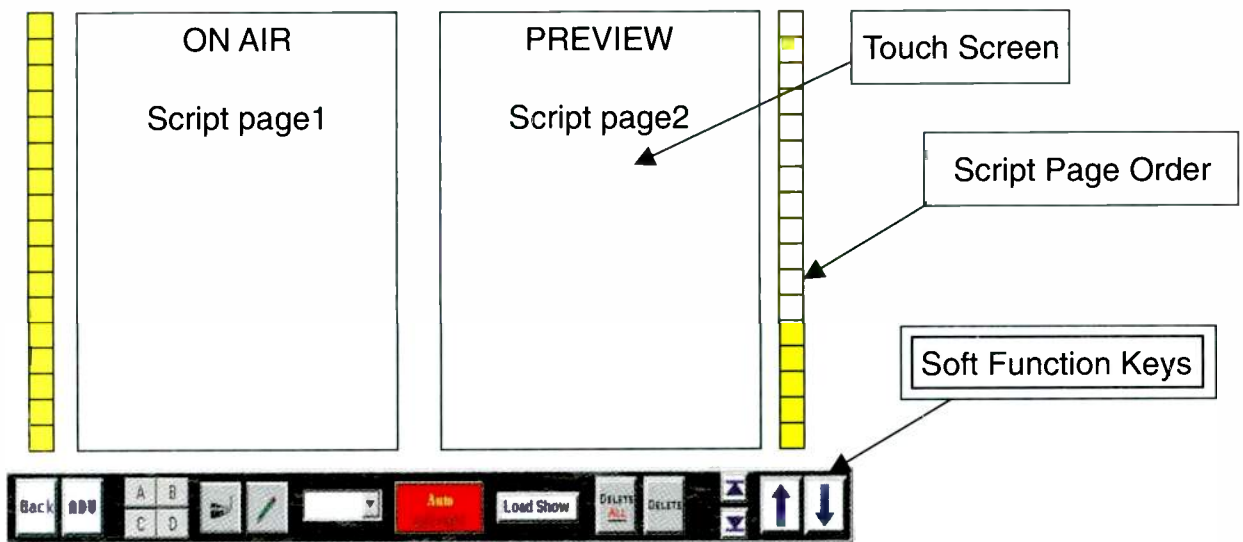 ON AIR
Script page1
PREVIEW
Script page2
Touch Screen
Script Page Order
Soft Function Keys
Back
ADV
A B
C D
Auto
Load Show
DELETE
ALL
DELETE